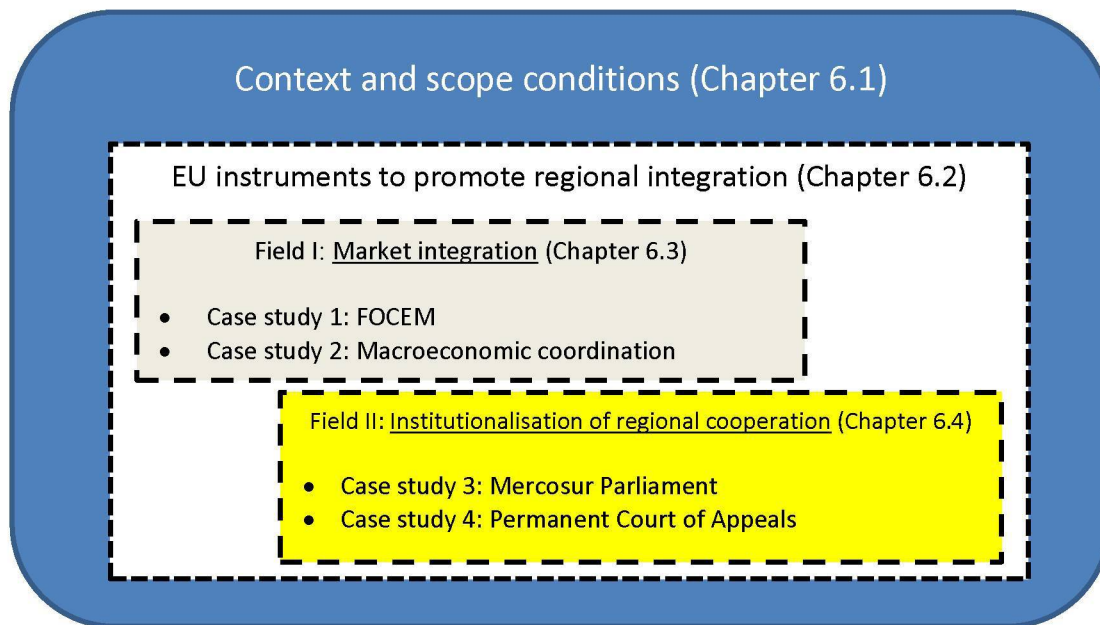 Context and scope conditions (Chapter 6.1)
EU instruments to promote regional integration (Chapter 6.2)
Field I: Market integration (Chapter 6.3)
• Case study 1: FOCEM
• Case study 2: Macroeconomic coordination
Field II: Institutionalisation of regional cooperation (Chapter 6.4)
• Case study 3: Mercosur Parliament
• Case study 4: Permanent Court of Appeals